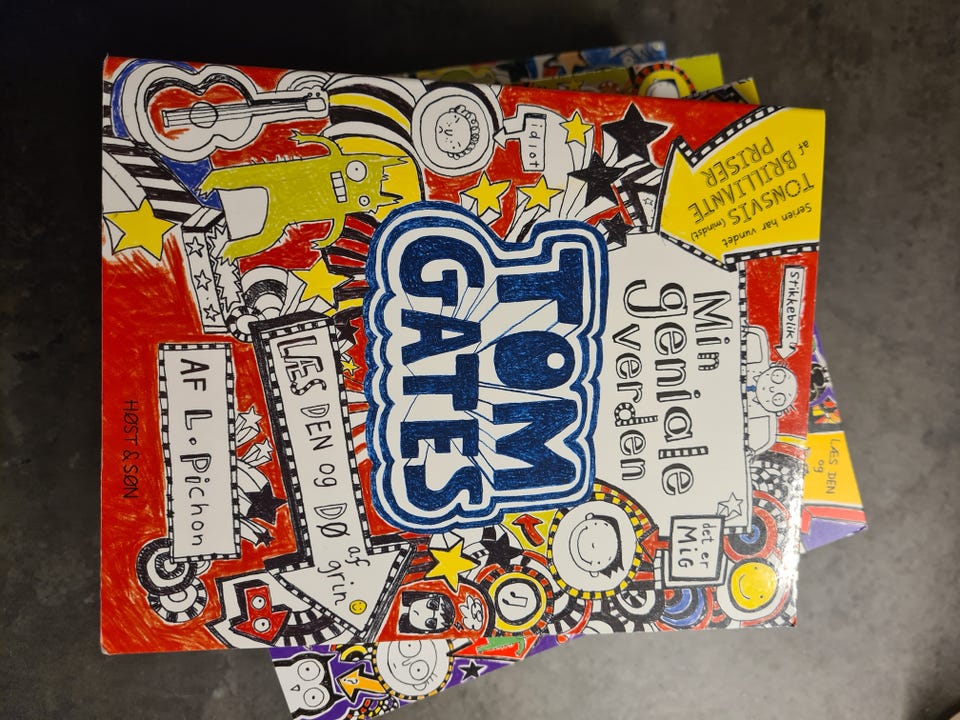 Serien har vundet
TONSVIS (mindst)
af BRILLIANTE
PRISER
stikkeblik
Min
geniale
verden
idiot
det er
MiG
TOM
GATES
LÆS DEN og DØ
af grin
AF L. Pichon
HØST & SØN
LÆS DEN
og